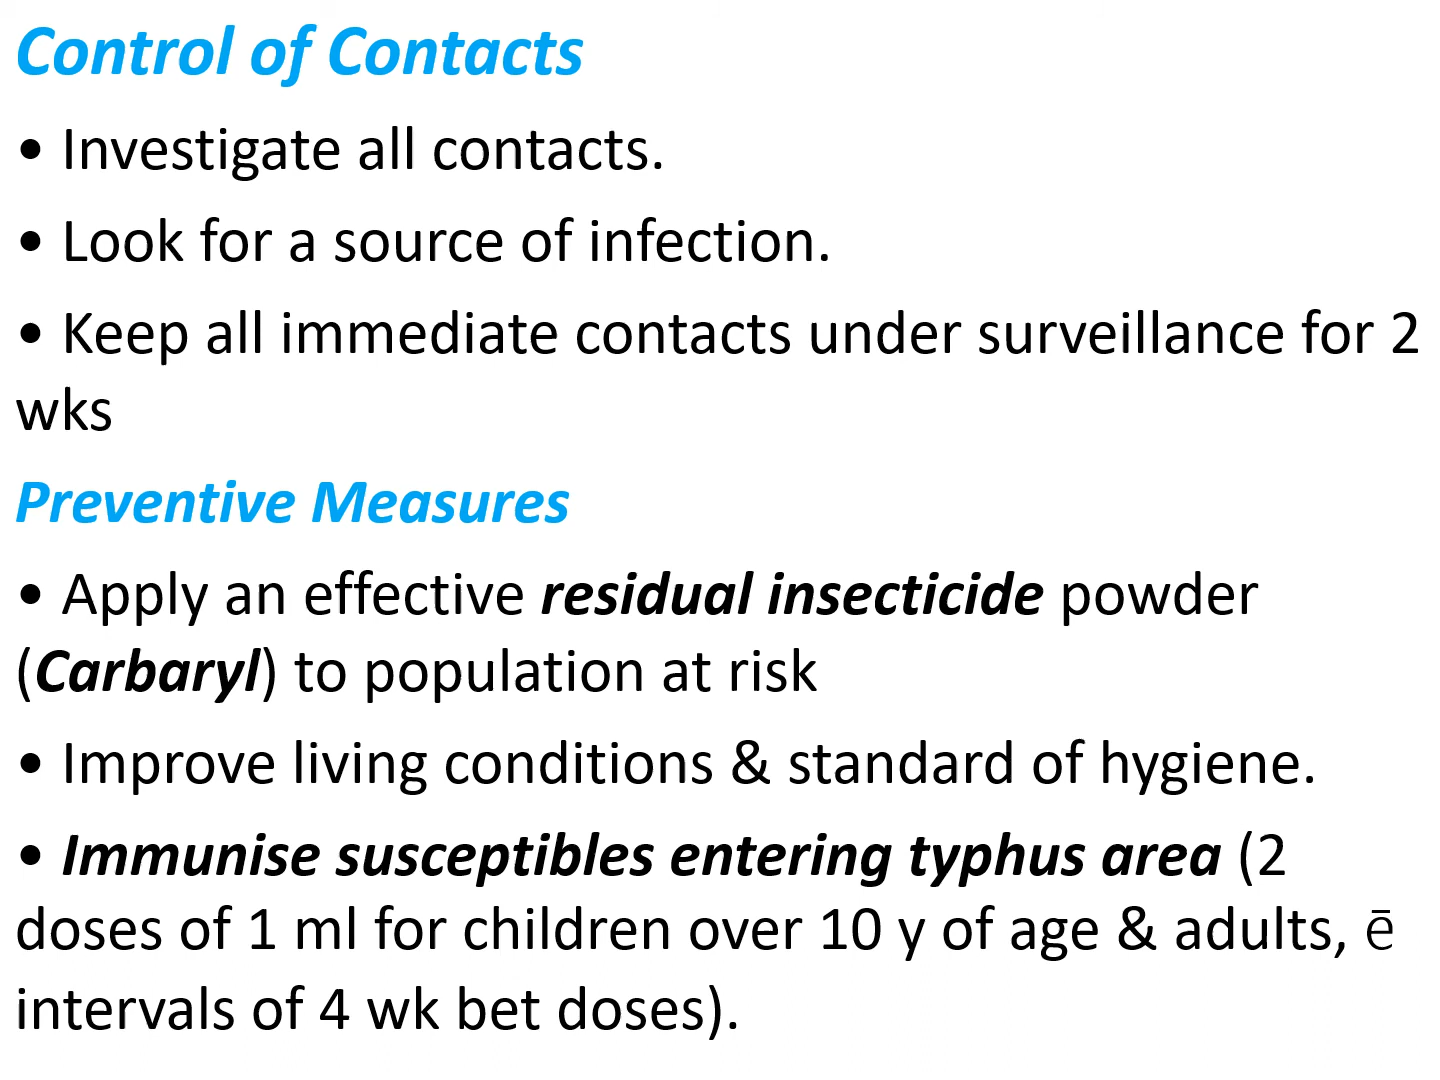 Control of Contacts
• Investigate all contacts.
• Look for a source of infection.
• Keep all immediate contacts under surveillance for 2
wks
Preventive Measures
• Apply an effective residual insecticide powder
(Carbaryl) to population at risk
• Improve living conditions & standard of hygiene.
• Immunise susceptibles entering typhus area (2
doses of 1 ml for children over 10 y of age & adults, ē
intervals of 4 wk bet doses).